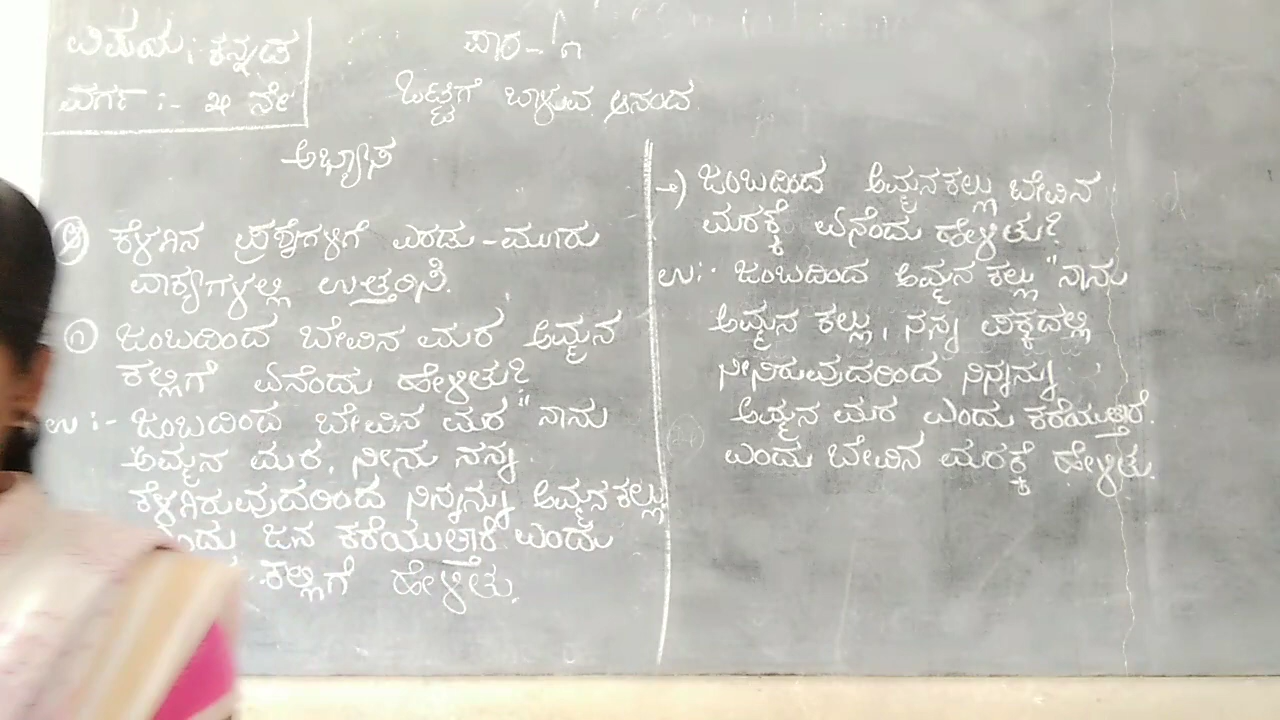 ವಿಷಯ: ಕನ್ನಡ
ವರ್ಗ :- ೫ ನೇ
ಪಾಠ- ೧
ಒಟ್ಟಿಗೆ ಬಾಳುವ ಆನಂದ
ಅಭ್ಯಾಸ
ಅ) ಕೆಳಗಿನ ಪ್ರಶ್ನೆಗಳಿಗೆ ಎರಡು-ಮೂರು
ವಾಕ್ಯಗಳಲ್ಲಿ ಉತ್ತರಿಸಿ.
೧ ಜಂಬದಿಂದ ಬೇವಿನ ಮರ ಅಮ್ಮನ
ಕಲ್ಲಿಗೆ ಏನೆಂದು ಹೇಳಿತು?
ಉ :- ಜಂಬದಿಂದ ಬೇವಿನ ಮರ "ನಾನು
ಅಮ್ಮನ ಮರ, ನೀನು ನನ್ನ
ಕೆಳಗಿರುವುದರಿಂದ ನಿನ್ನನ್ನು ಅಮ್ಮನ ಕಲ್ಲು
ಎಂದು ಜನ ಕರೆಯುತ್ತಾರೆ ಎಂದು
ಕಲ್ಲಿಗೆ ಹೇಳಿತು.
೨) ಜಂಬದಿಂದ ಅಮ್ಮನಕಲ್ಲು ಬೇವಿನ
ಮರಕ್ಕೆ ಏನೆಂದು ಹೇಳಿತು?
ಉ:- ಜಂಬದಿಂದ ಅಮ್ಮನ ಕಲ್ಲು "ನಾನು
ಅಮ್ಮನ ಕಲ್ಲು, ನನ್ನ ಪಕ್ಕದಲ್ಲಿ
ನೀನಿರುವುದರಿಂದ ನಿನ್ನನ್ನು
ಅಮ್ಮನ ಮರ ಎಂದು ಕರೆಯುತ್ತಾರೆ.
ಎಂದು ಬೇವಿನ ಮರಕ್ಕೆ ಹೇಳಿತು.